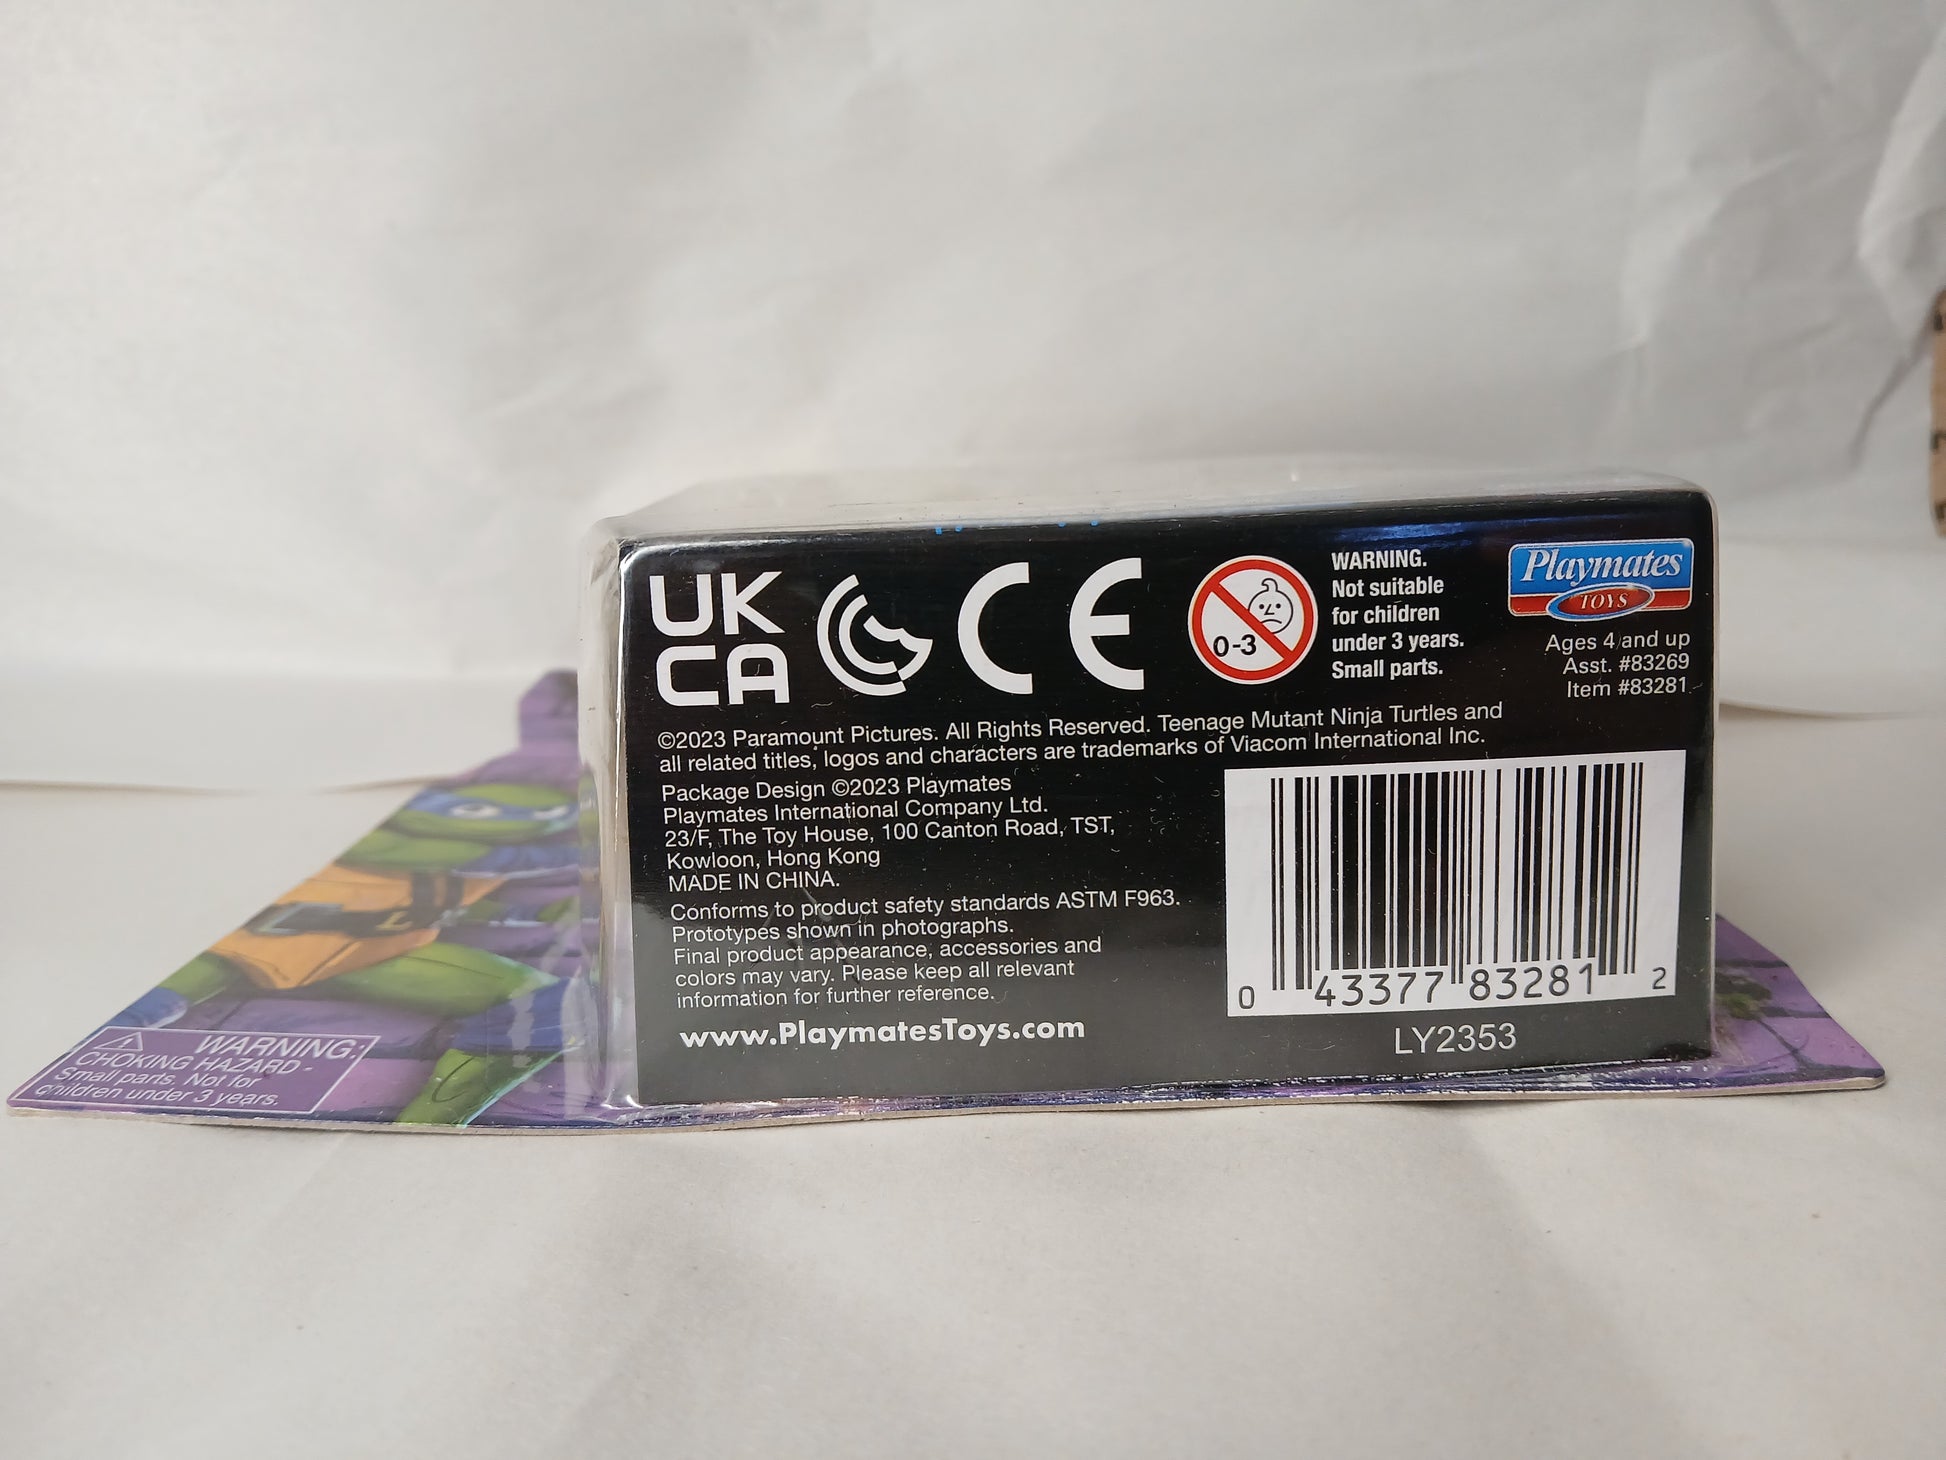 UK
CA
CE
0-3
WARNING.
Not suitable
for children
under 3 years.
Small parts.
Playmates
TOYS
Ages 4 and up
Asst. #83269
Item #83281
©2023 Paramount Pictures. All Rights Reserved. Teenage Mutant Ninja Turtles and
all related titles, logos and characters are trademarks of Viacom International Inc.
Package Design ©2023 Playmates
Playmates International Company Ltd.
23/F, The Toy House, 100 Canton Road, TST,
Kowloon, Hong Kong
MADE IN CHINA.
Conforms to product safety standards ASTM F963.
Prototypes shown in photographs.
Final product appearance, accessories and
colors may vary. Please keep all relevant
information for further reference.
www.PlaymatesToys.com
0 43377 83281 2
LY2353
WARNING:
CHOKING HAZARD -
Small parts. Not for
children under 3 years.